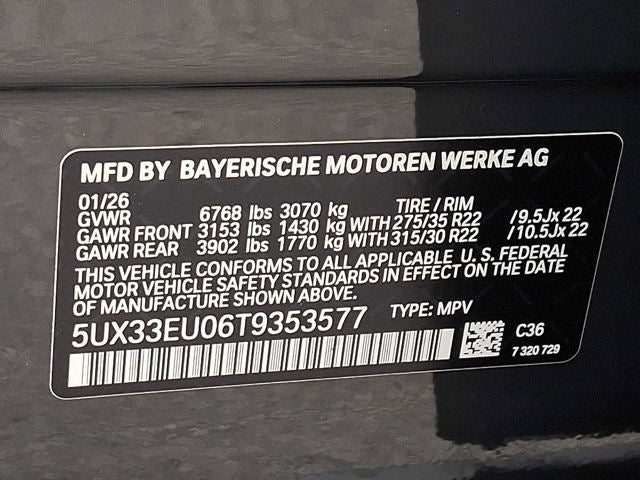 MFD BY BAYERISCHE MOTOREN WERKE AG
01/26 TIRE / RIM
GVWR 6768 lbs 3070 kg
GAWR FRONT 3153 lbs 1430 kg WITH 275/35 R22 /9.5Jx 22
GAWR REAR 3902 lbs 1770 kg WITH 315/30 R22 /10.5Jx 22
THIS VEHICLE CONFORMS TO ALL APPLICABLE U. S. FEDERAL
MOTOR VEHICLE SAFETY STANDARDS IN EFFECT ON THE DATE
OF MANUFACTURE SHOWN ABOVE.
5UX33EU06T9353577 TYPE: MPV
C36
7 320 729